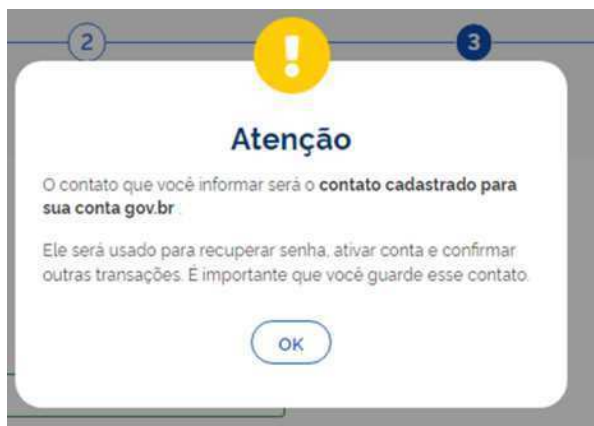 2
!
3
Atenção
O contato que você informar será o contato cadastrado para
sua conta gov.br .
Ele será usado para recuperar senha, ativar conta e confirmar
outras transações. É importante que você guarde esse contato.
OK